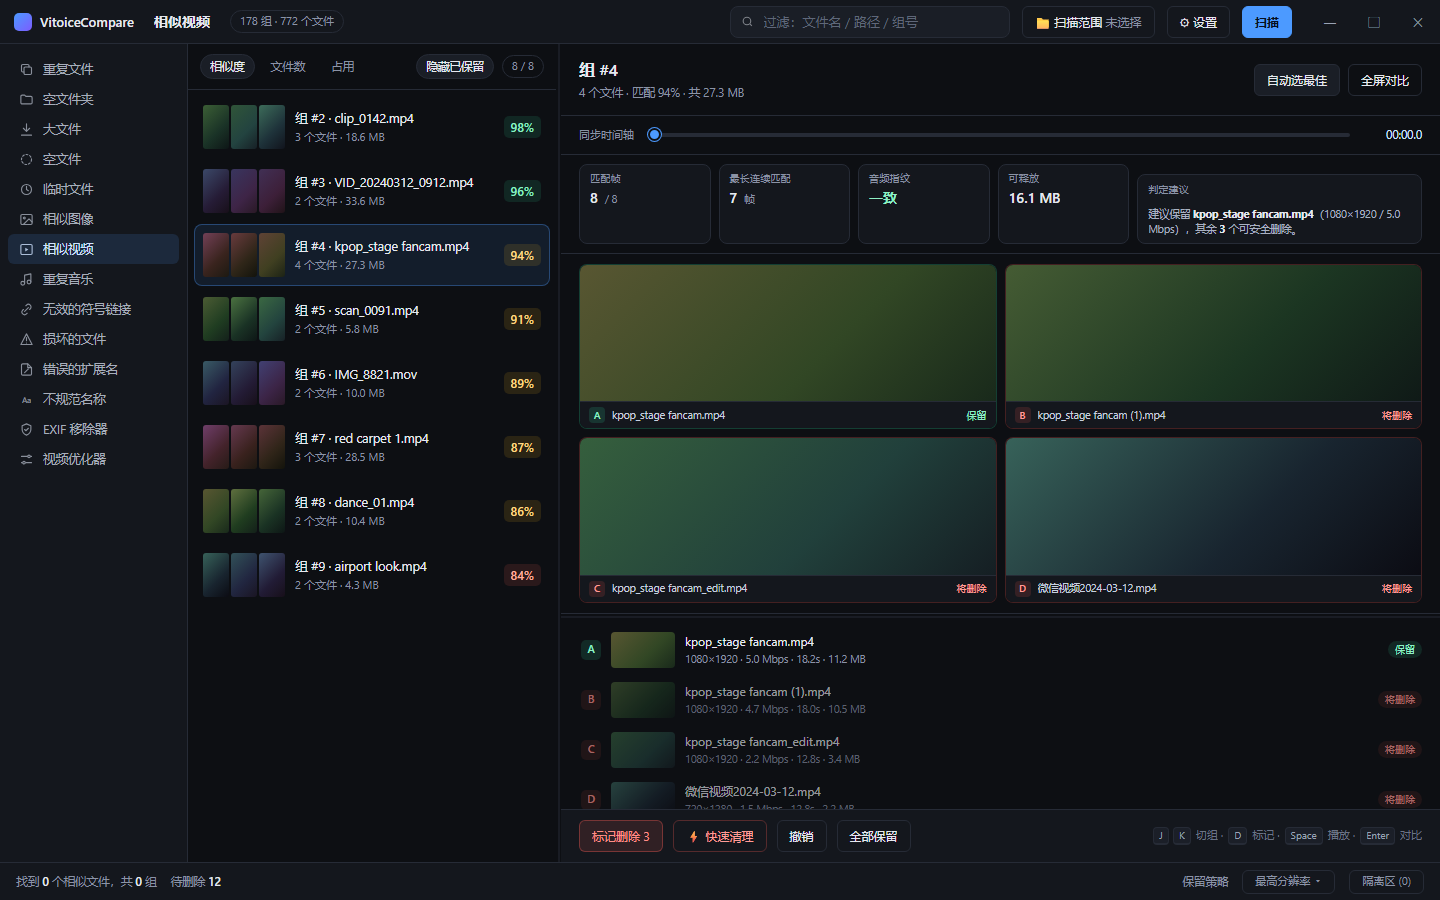 VitoiceCompare 相似视频 178 组 · 772 个文件 过滤：文件名 / 路径 / 组号 扫描范围 未选择 设置 扫描
重复文件
空文件夹
大文件
空文件
临时文件
相似图像
相似视频
重复音乐
无效的符号链接
损坏的文件
错误的扩展名
Aa 不规范名称
EXIF 移除器
视频优化器
相似度 文件数 占用 隐藏已保留 8 / 8
组 #2 · clip_0142.mp4
3 个文件 · 18.6 MB
98%
组 #3 · VID_20240312_0912.mp4
2 个文件 · 33.6 MB
96%
组 #4 · kpop_stage fancam.mp4
4 个文件 · 27.3 MB
94%
组 #5 · scan_0091.mp4
2 个文件 · 5.8 MB
91%
组 #6 · IMG_8821.mov
2 个文件 · 10.0 MB
89%
组 #7 · red carpet 1.mp4
3 个文件 · 28.5 MB
87%
组 #8 · dance_01.mp4
2 个文件 · 10.4 MB
86%
组 #9 · airport look.mp4
2 个文件 · 4.3 MB
84%
组 #4
4 个文件 · 匹配 94% · 共 27.3 MB
自动选最佳 全屏对比
同步时间轴 00:00.0
匹配帧
8 / 8
最长连续匹配
7 帧
音频指纹
一致
可释放
16.1 MB
判定建议
建议保留 kpop_stage fancam.mp4（1080×1920 / 5.0
Mbps），其余 3 个可安全删除。
A kpop_stage fancam.mp4 保留
B kpop_stage fancam (1).mp4 将删除
C kpop_stage fancam_edit.mp4 将删除
D 微信视频2024-03-12.mp4 将删除
A kpop_stage fancam.mp4
1080×1920 · 5.0 Mbps · 18.2s · 11.2 MB
保留
B kpop_stage fancam (1).mp4
1080×1920 · 4.7 Mbps · 18.0s · 10.5 MB
将删除
C kpop_stage fancam_edit.mp4
1080×1920 · 2.2 Mbps · 12.8s · 3.4 MB
将删除
D 微信视频2024-03-12.mp4
720×1280 · 1.5 Mbps · 12.8s · 2.2 MB
将删除
标记删除 3 快速清理 撤销 全部保留 J K 切组 · D 标记 · Space 播放 · Enter 对比
找到 0 个相似文件，共 0 组 待删除 12 保留策略 最高分辨率 隔离区 (0)